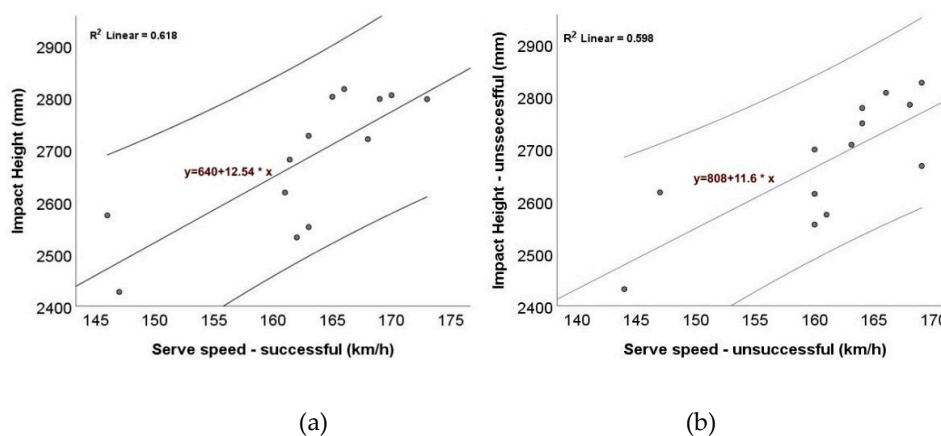 R² Linear = 0.618
Impact Height (mm)
2900
2800
2700
2600
2500
2400
y=640+12.54 * x
145 150 155 160 165 170 175
Serve speed - successful (km/h)
(a)
R² Linear = 0.598
Impact Height - unssecesffful (mm)
2900
2800
2700
2600
2500
2400
y=808+11.6 * x
140 145 150 155 160 165 170
Serve speed - unsuccessful (km/h)
(b)